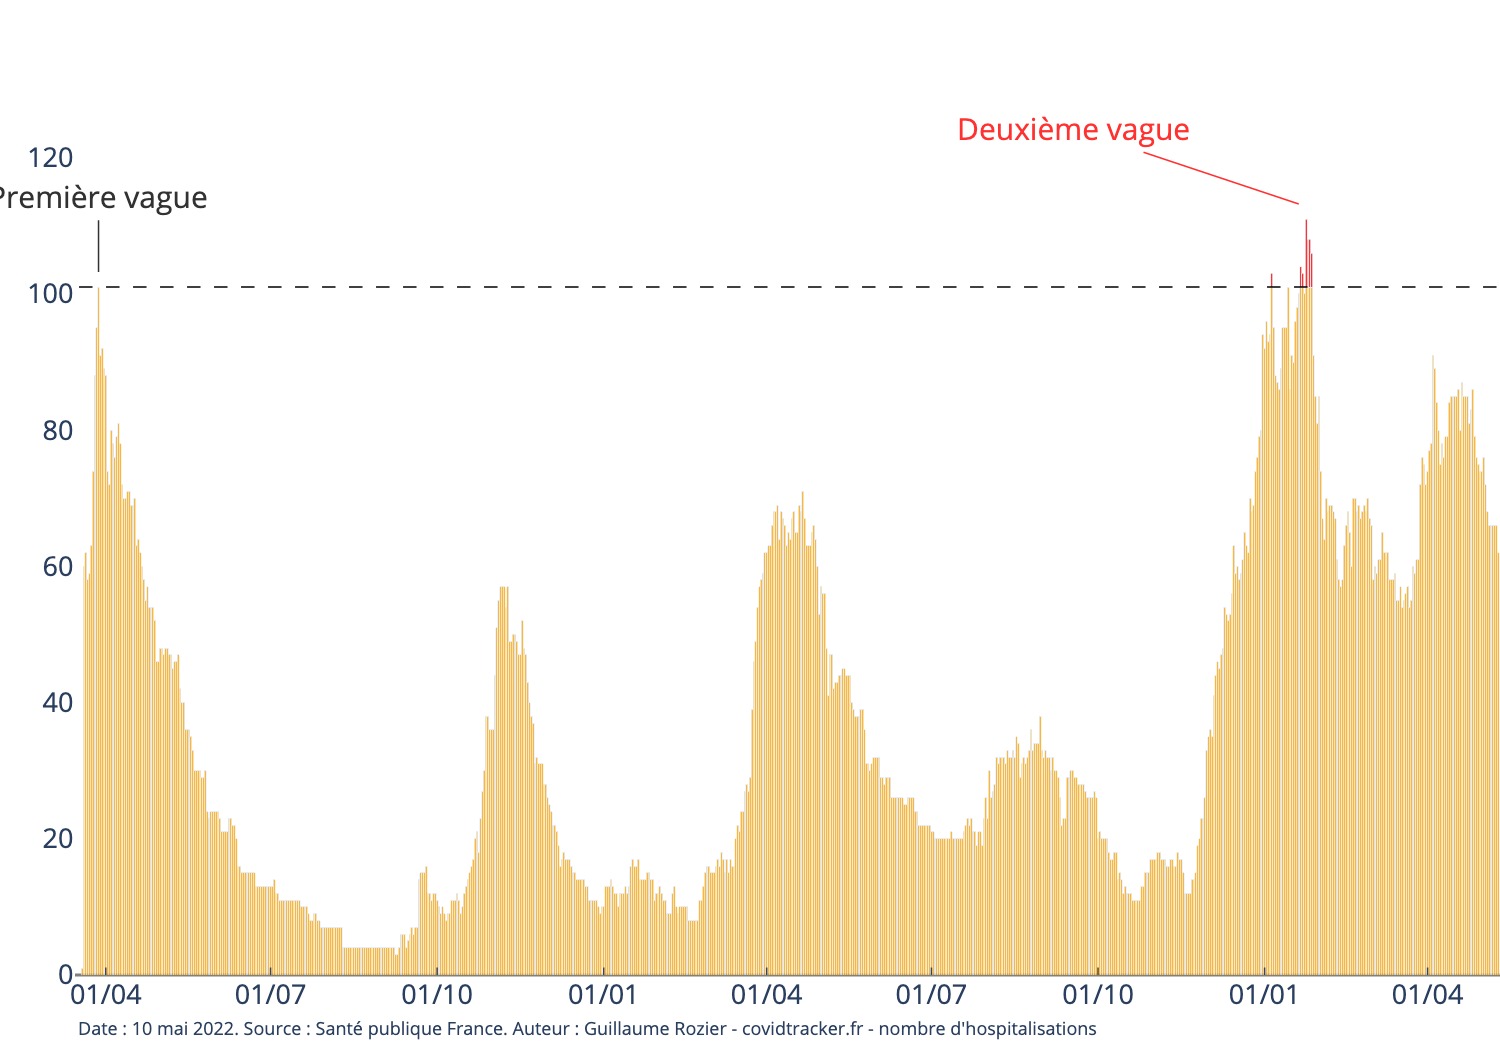 Deuxième vague
120
Première vague
100
80
60
40
20
0
01/04 01/07 01/10 01/01 01/04 01/07 01/10 01/01 01/04
Date : 10 mai 2022. Source : Santé publique France. Auteur : Guillaume Rozier - covidtracker.fr - nombre d'hospitalisations